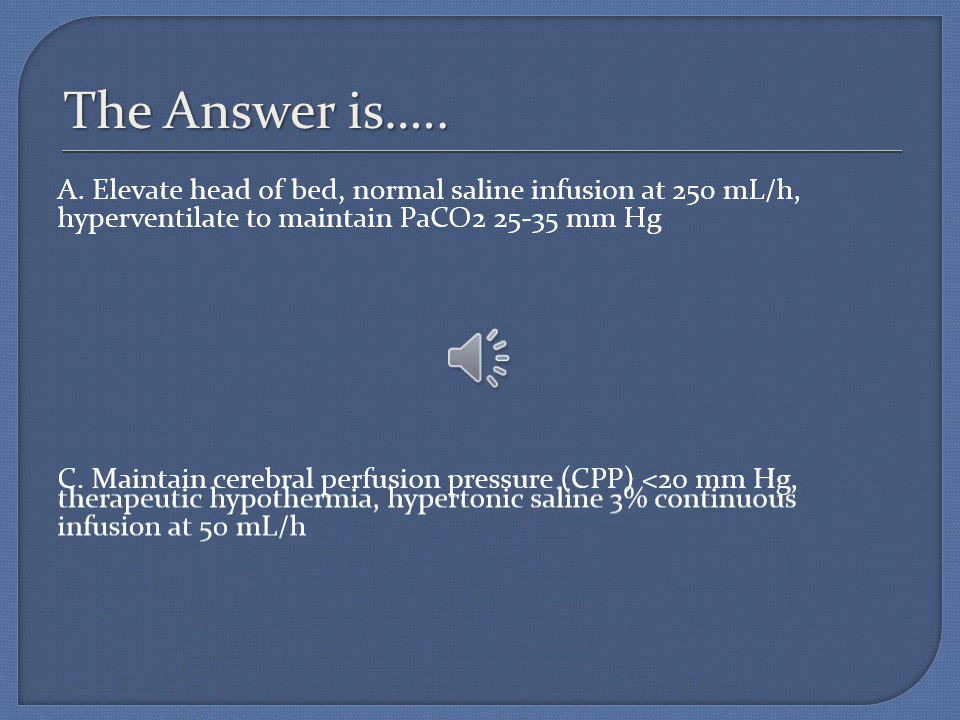 The Answer is.....
A. Elevate head of bed, normal saline infusion at 250 mL/h,
hyperventilate to maintain PaCO2 25-35 mm Hg
C. Maintain cerebral perfusion pressure (CPP) <20 mm Hg,
therapeutic hypothermia, hypertonic saline 3% continuous
infusion at 50 mL/h